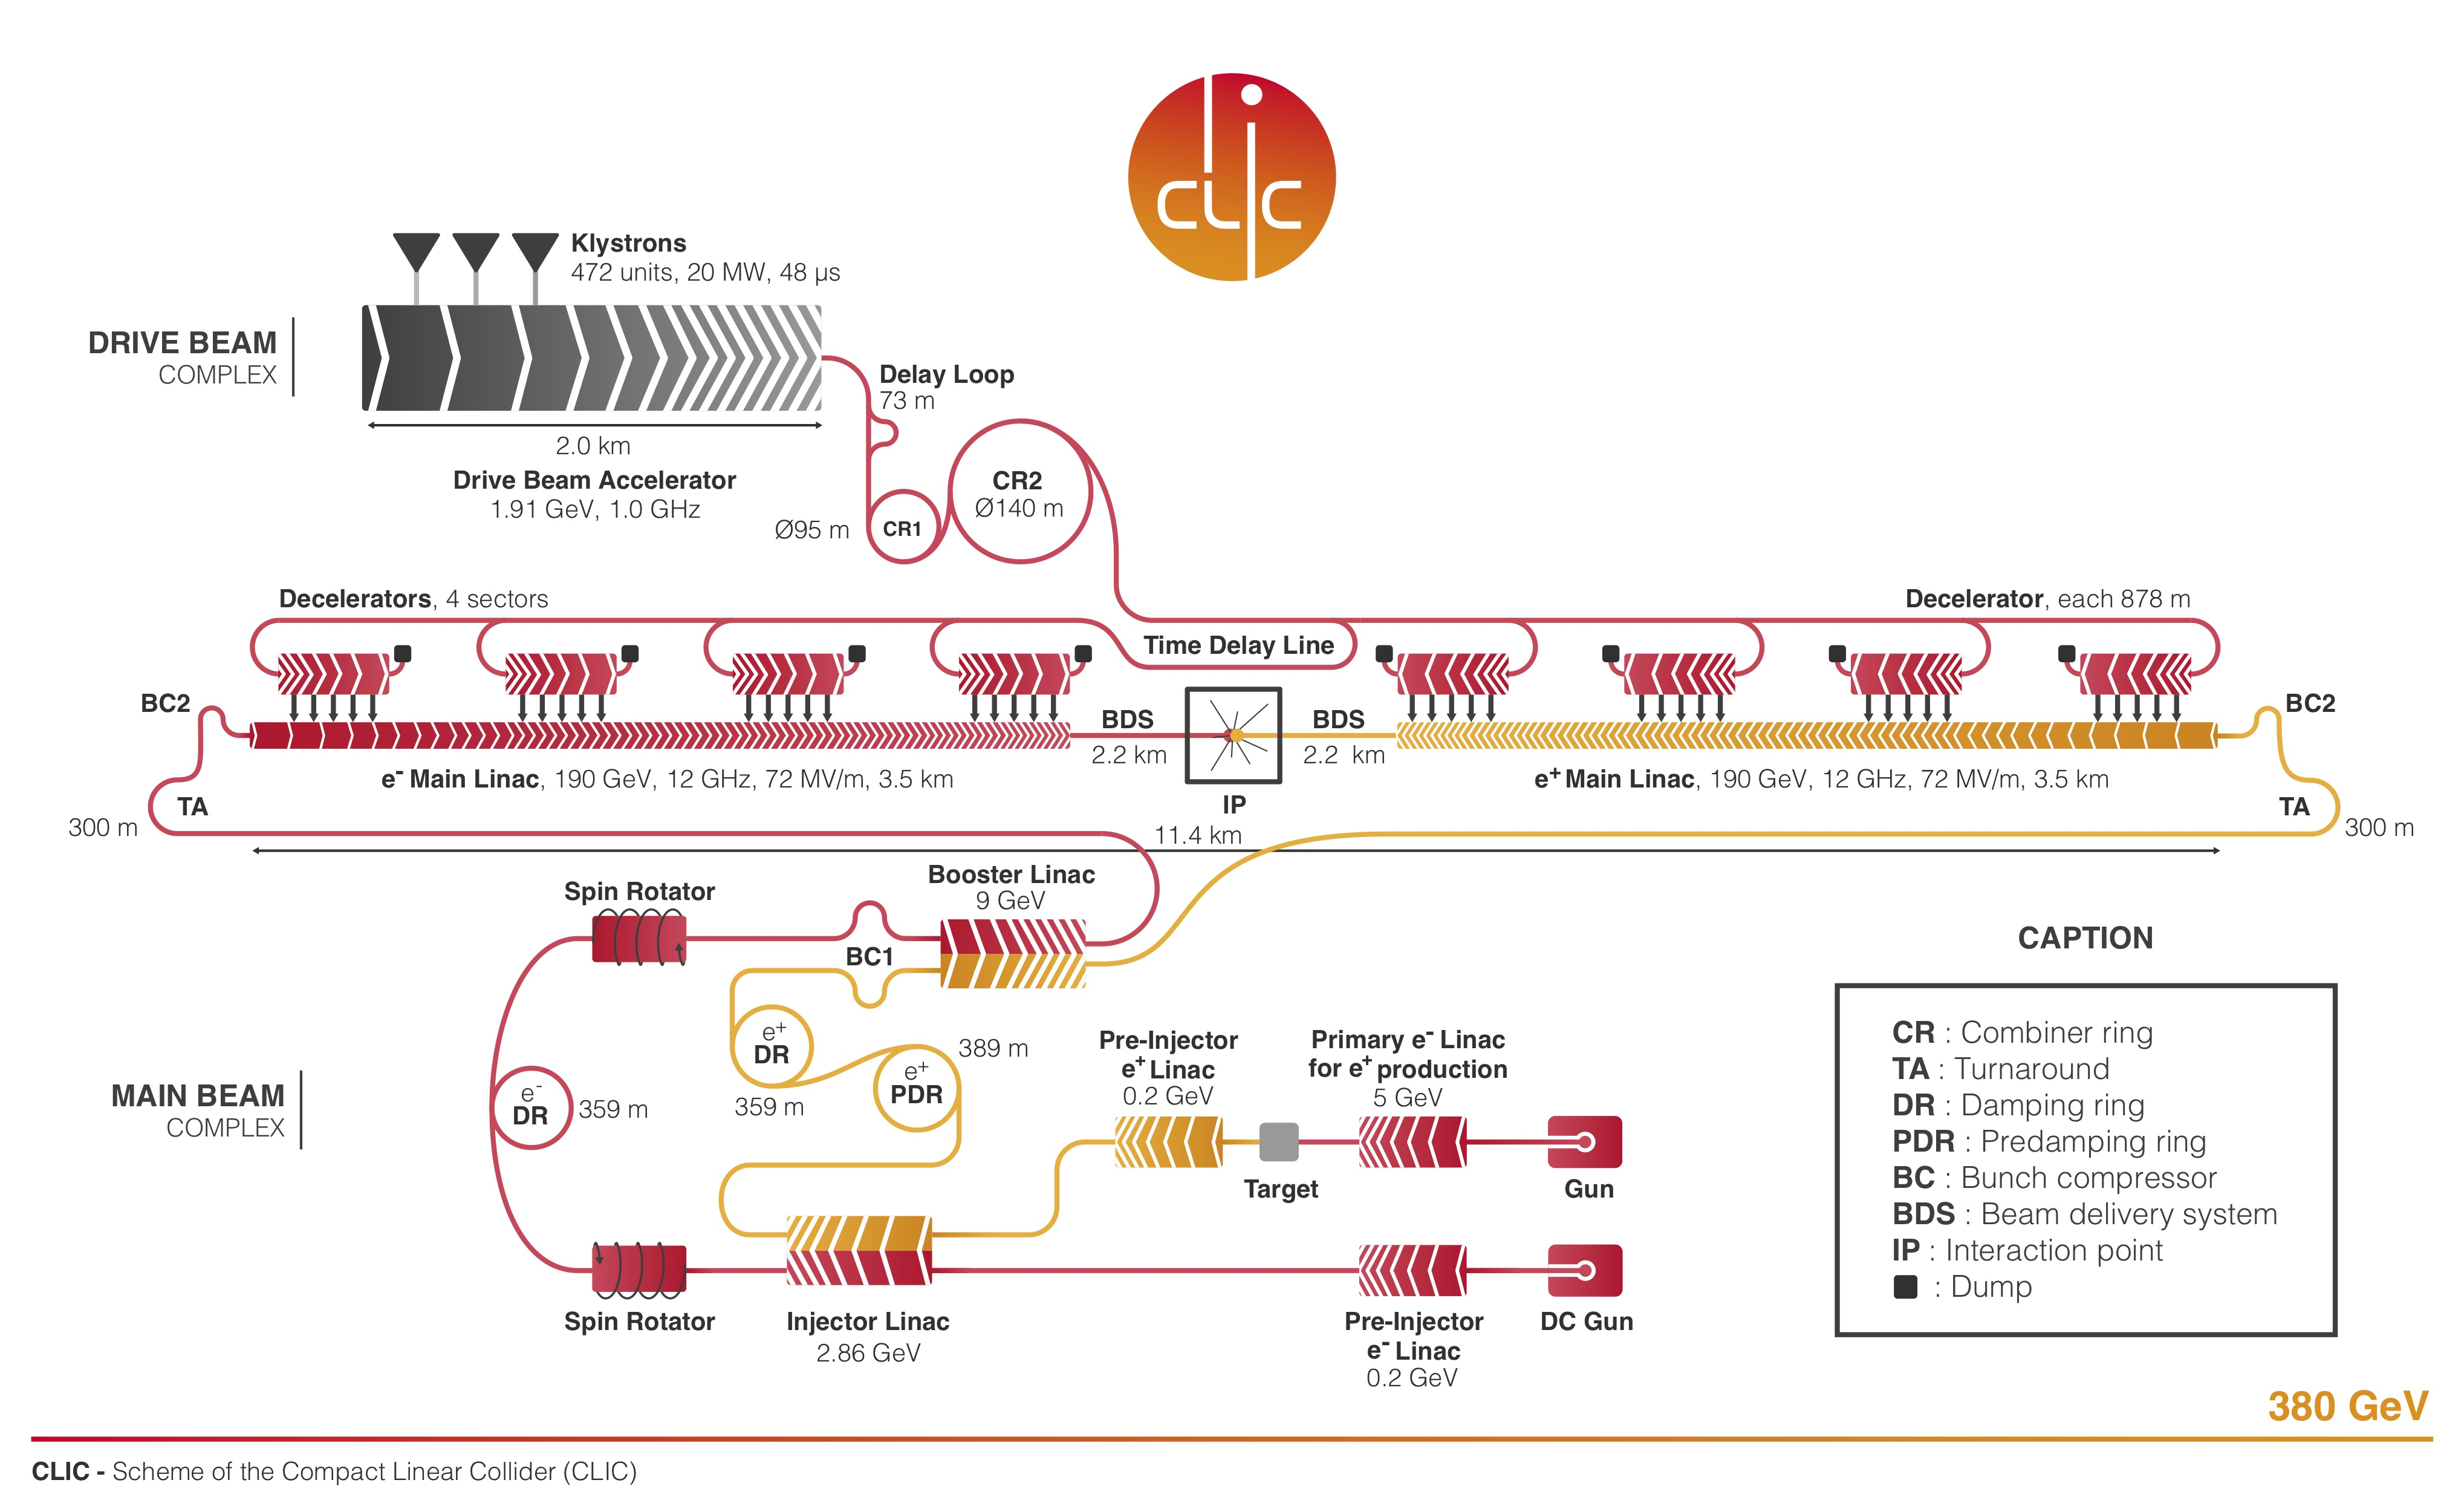 clic
Klystrons
472 units, 20 MW, 48 µs
DRIVE BEAM
COMPLEX
Delay Loop
73 m
2.0 km
Drive Beam Accelerator
1.91 GeV, 1.0 GHz
CR2
Ø140 m
Ø95 m
CR1
Decelerators, 4 sectors
Decelerator, each 878 m
Time Delay Line
BC2
BDS
2.2 km
BDS
2.2 km
BC2
e⁻ Main Linac, 190 GeV, 12 GHz, 72 MV/m, 3.5 km
e⁺ Main Linac, 190 GeV, 12 GHz, 72 MV/m, 3.5 km
IP
TA
300 m
TA
300 m
11.4 km
Booster Linac
9 GeV
Spin Rotator
BC1
e⁺
DR
359 m
e⁺
PDR
389 m
MAIN BEAM
COMPLEX
e⁻
DR
359 m
Pre-Injector
e⁺ Linac
0.2 GeV
Primary e⁻ Linac
for e⁺ production
5 GeV
Target
Gun
Spin Rotator
Injector Linac
2.86 GeV
Pre-Injector
e⁻ Linac
0.2 GeV
DC Gun
CAPTION
CR : Combiner ring
TA : Turnaround
DR : Damping ring
PDR : Predamping ring
BC : Bunch compressor
BDS : Beam delivery system
IP : Interaction point
: Dump
380 GeV
CLIC - Scheme of the Compact Linear Collider (CLIC)